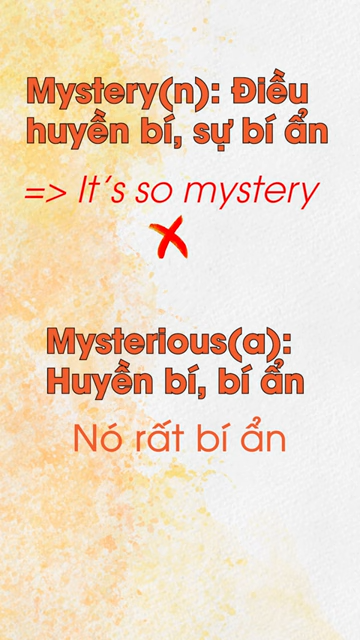 Mystery(n): Điều
huyền bí, sự bí ẩn
=> It's so mystery
Mysterious(a):
Huyền bí, bí ẩn
Nó rất bí ẩn